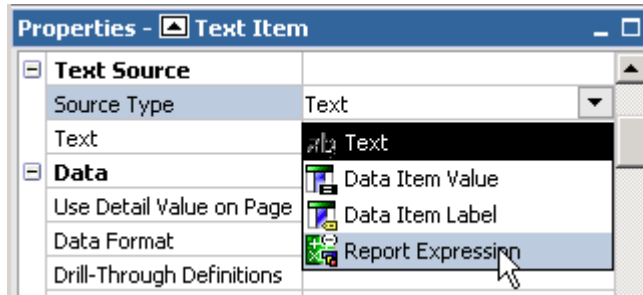 Properties - Text Item
Text Source
Source Type Text
Text
ab Text
Data
Data Item Value
Use Detail Value on Page
Data Item Label
Data Format
Report Expression
Drill-Through Definitions